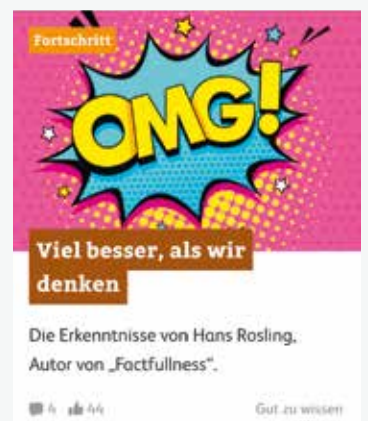 Fortschritt
OMG!
Viel besser, als wir
denken
Die Erkenntnisse von Hans Rosling,
Autor von „Factfullness“.
4 44
Gut zu wissen